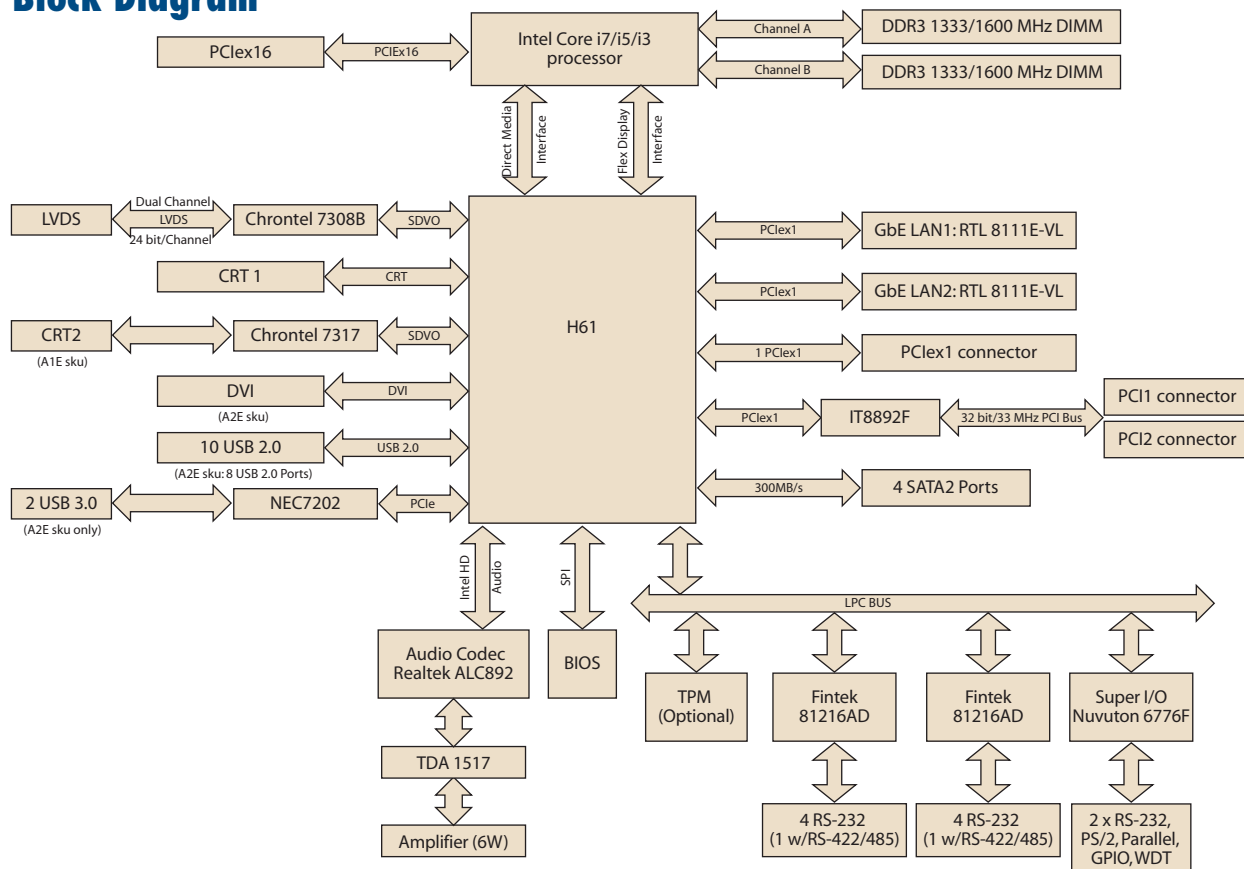 Block Diagram
PCIex16
PCIEx16
Intel Core i7/i5/i3
processor
Channel A
DDR3 1333/1600 MHz DIMM
Channel B
DDR3 1333/1600 MHz DIMM
Direct Media
Interface
Flex Display
Interface
LVDS
Dual Channel
LVDS
24 bit/Channel
Chrontel 7308B
SDVO
H61
PCIex1
GbE LAN1: RTL 8111E-VL
CRT 1
CRT
PCIex1
GbE LAN2: RTL 8111E-VL
CRT2
(A1E sku)
Chrontel 7317
SDVO
1 PCIex1
PCIex1 connector
DVI
(A2E sku)
DVI
PCIex1
IT8892F
32 bit/33 MHz PCI Bus
PCI1 connector
PCI2 connector
10 USB 2.0
(A2E sku: 8 USB 2.0 Ports)
USB 2.0
2 USB 3.0
(A2E sku only)
NEC7202
PCIe
300MB/s
4 SATA2 Ports
Intel HD
Audio
SPI
LPC BUS
Audio Codec
Realtek ALC892
BIOS
TPM
(Optional)
Fintek
81216AD
Fintek
81216AD
Super I/O
Nuvuton 6776F
TDA 1517
Amplifier (6W)
4 RS-232
(1 w/RS-422/485)
4 RS-232
(1 w/RS-422/485)
2 x RS-232,
PS/2, Parallel,
GPIO, WDT